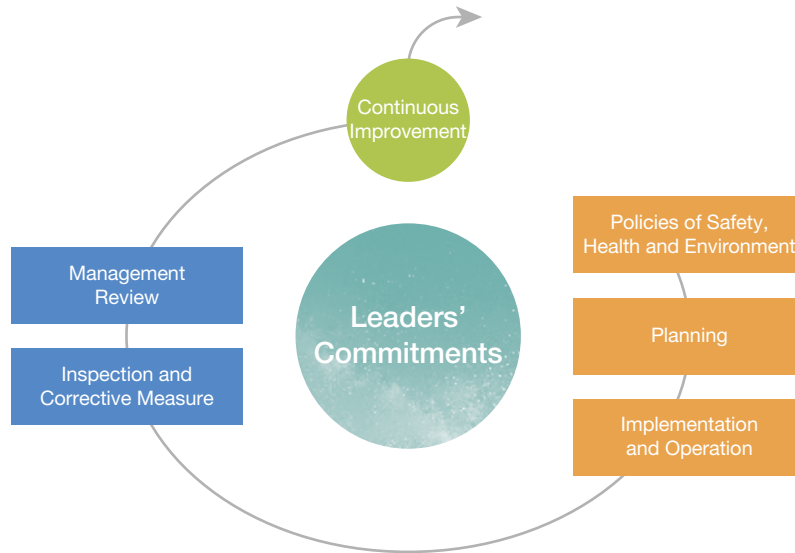 Continuous
Improvement
Policies of Safety,
Health and Environment
Management
Review
Leaders’
Commitments
Planning
Inspection and
Corrective Measure
Implementation
and Operation